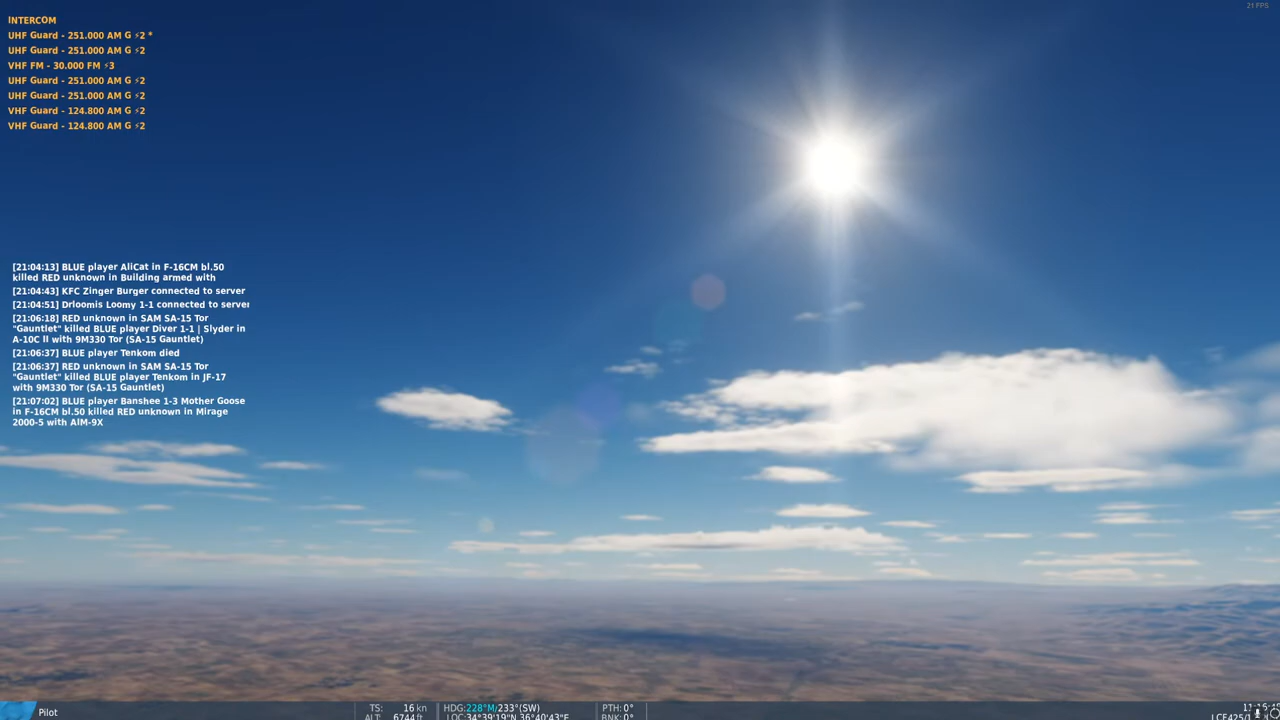 21 FPS
INTERCOM
UHF Guard - 251.000 AM G ⚡2 *
UHF Guard - 251.000 AM G ⚡2
VHF FM - 30.000 FM ⚡3
UHF Guard - 251.000 AM G ⚡2
UHF Guard - 251.000 AM G ⚡2
VHF Guard - 124.800 AM G ⚡2
VHF Guard - 124.800 AM G ⚡2
[21:04:13] BLUE player AliCat in F-16CM bl.50
killed RED unknown in Building armed with
[21:04:43] KFC Zinger Burger connected to server
[21:04:51] Drloomis Loomy 1-1 connected to server
[21:06:18] RED unknown in SAM SA-15 Tor
"Gauntlet" killed BLUE player Diver 1-1 | Slyder in
A-10C II with 9M330 Tor (SA-15 Gauntlet)
[21:06:37] BLUE player Tenkom died
[21:06:37] RED unknown in SAM SA-15 Tor
"Gauntlet" killed BLUE player Tenkom in JF-17
with 9M330 Tor (SA-15 Gauntlet)
[21:07:02] BLUE player Banshee 1-3 Mother Goose
in F-16CM bl.50 killed RED unknown in Mirage
2000-5 with AIM-9X
Pilot
TS: 16 kn HDG:228°M/233°(SW) PTH: 0°
ALT: 6744 ft LOC:34°39'19"N 36°40'43"E BNK: 0°